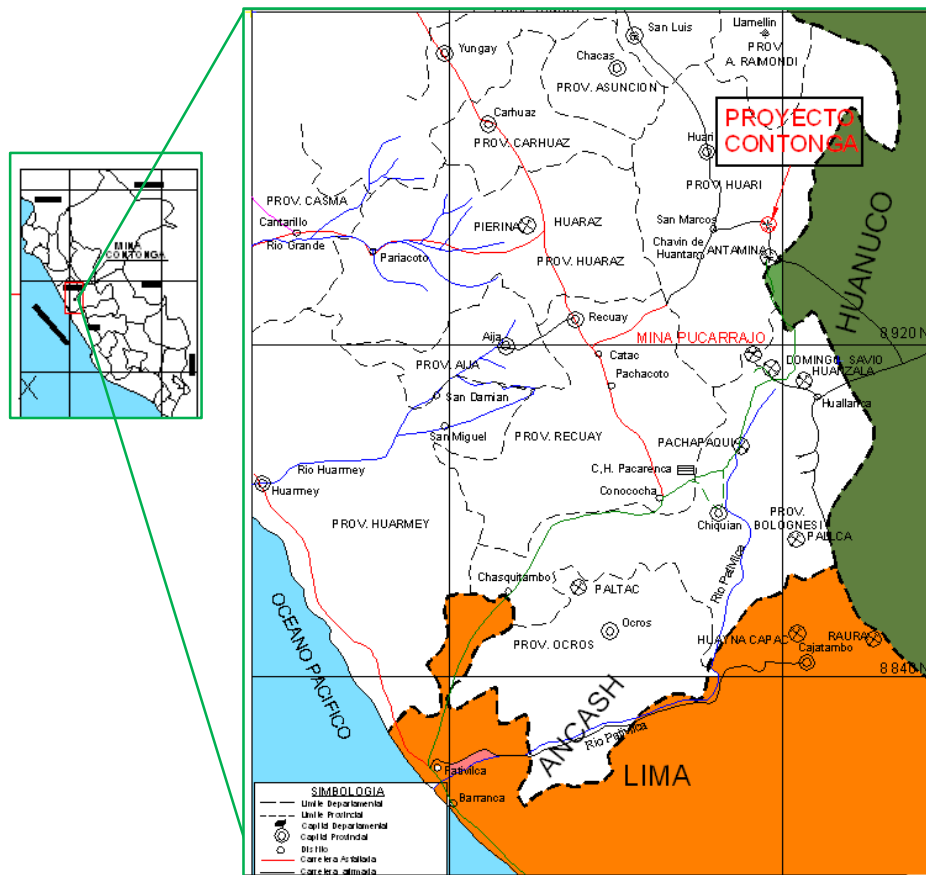 MINA
CONTONGA
San Luis
Llamellin
PROV
A. RAIMONDI
Yungay
Chacas
PROV. ASUNCION
Carhuaz
PROV. CARHUAZ
PROYECTO
CONTONGA
Huari
PROV HUARI
PROV. CASMA
Cantarillo
Rio Grande
Pariacoto
PIERINA
HUARAZ
PROV. HUARAZ
San Marcos
Chavin de
Huantar
ANTAMINA
HUANUCO
Recuay
Aija
PROV. AIJA
MINA PUCARRAJO
8 920 N
Catac
Pachacoto
DOMINGO SAVIO
HUANZALA
Huallanca
San Damian
San Miguel
PROV. RECUAY
PACHAPAQUI
Rio Huarmey
Huarmey
C,H. Pacarenca
Conococha
Chiquian
PROV. HUARMEY
PROV.
BOLOGNESI
PALLCA
Rio Pativilca
Chasquitambo
PALTAC
Ocros
PROV. OCROS
HUAYNA CAPAC
RAURA
Cajatambo
8 840 N
OCEANO PACIFICO
ANCASH
Rio Pativilca
LIMA
Pativilca
Barranca
SIMBOLOGIA
Limite Departamental
Limite Provincial
Capital Departamental
Capital Provincial
Distrito
Carretera Asfaltada
Carretera afirmada